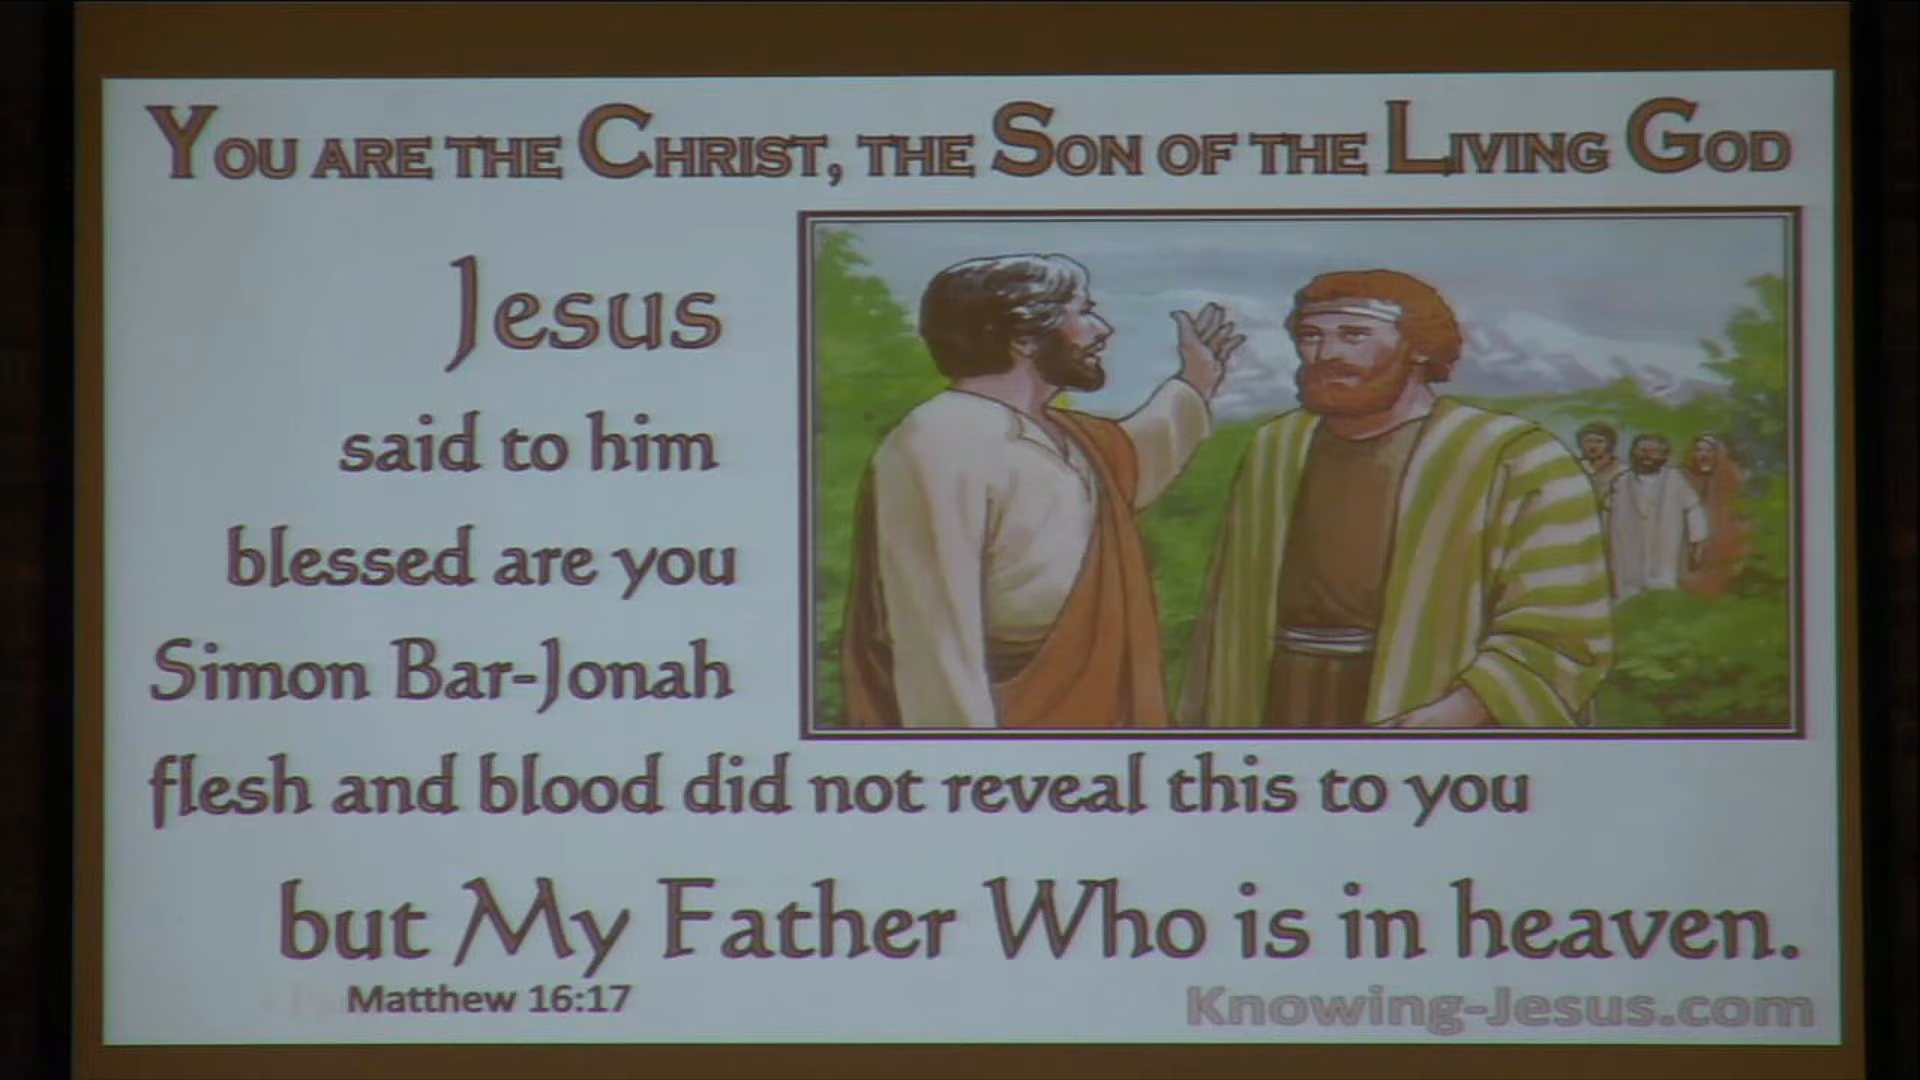 YOU ARE THE CHRIST, THE SON OF THE LIVING GOD
Jesus
said to him
blessed are you
Simon Bar-Jonah
flesh and blood did not reveal this to you
but My Father Who is in heaven.
Matthew 16:17
Knowing-Jesus.com